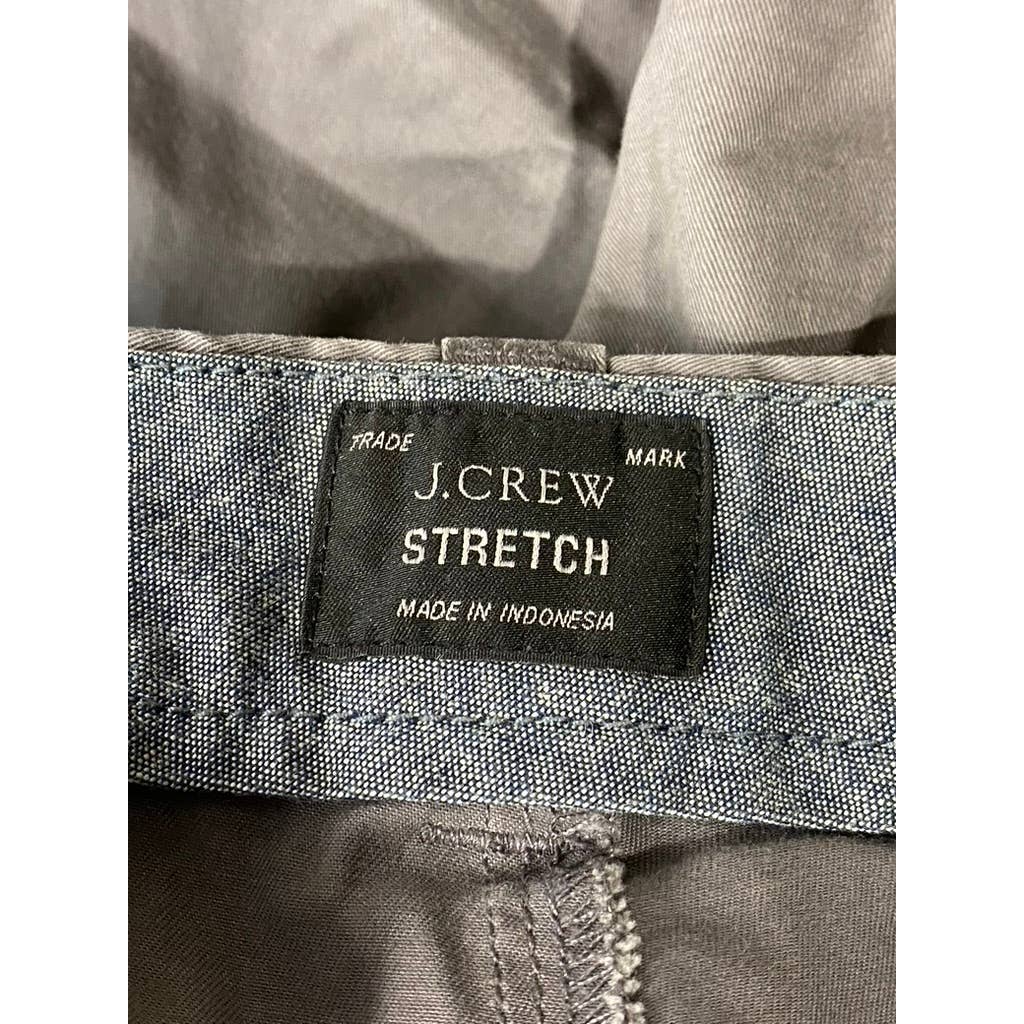 TRADE MARK
J.CREW
STRETCH
MADE IN INDONESIA